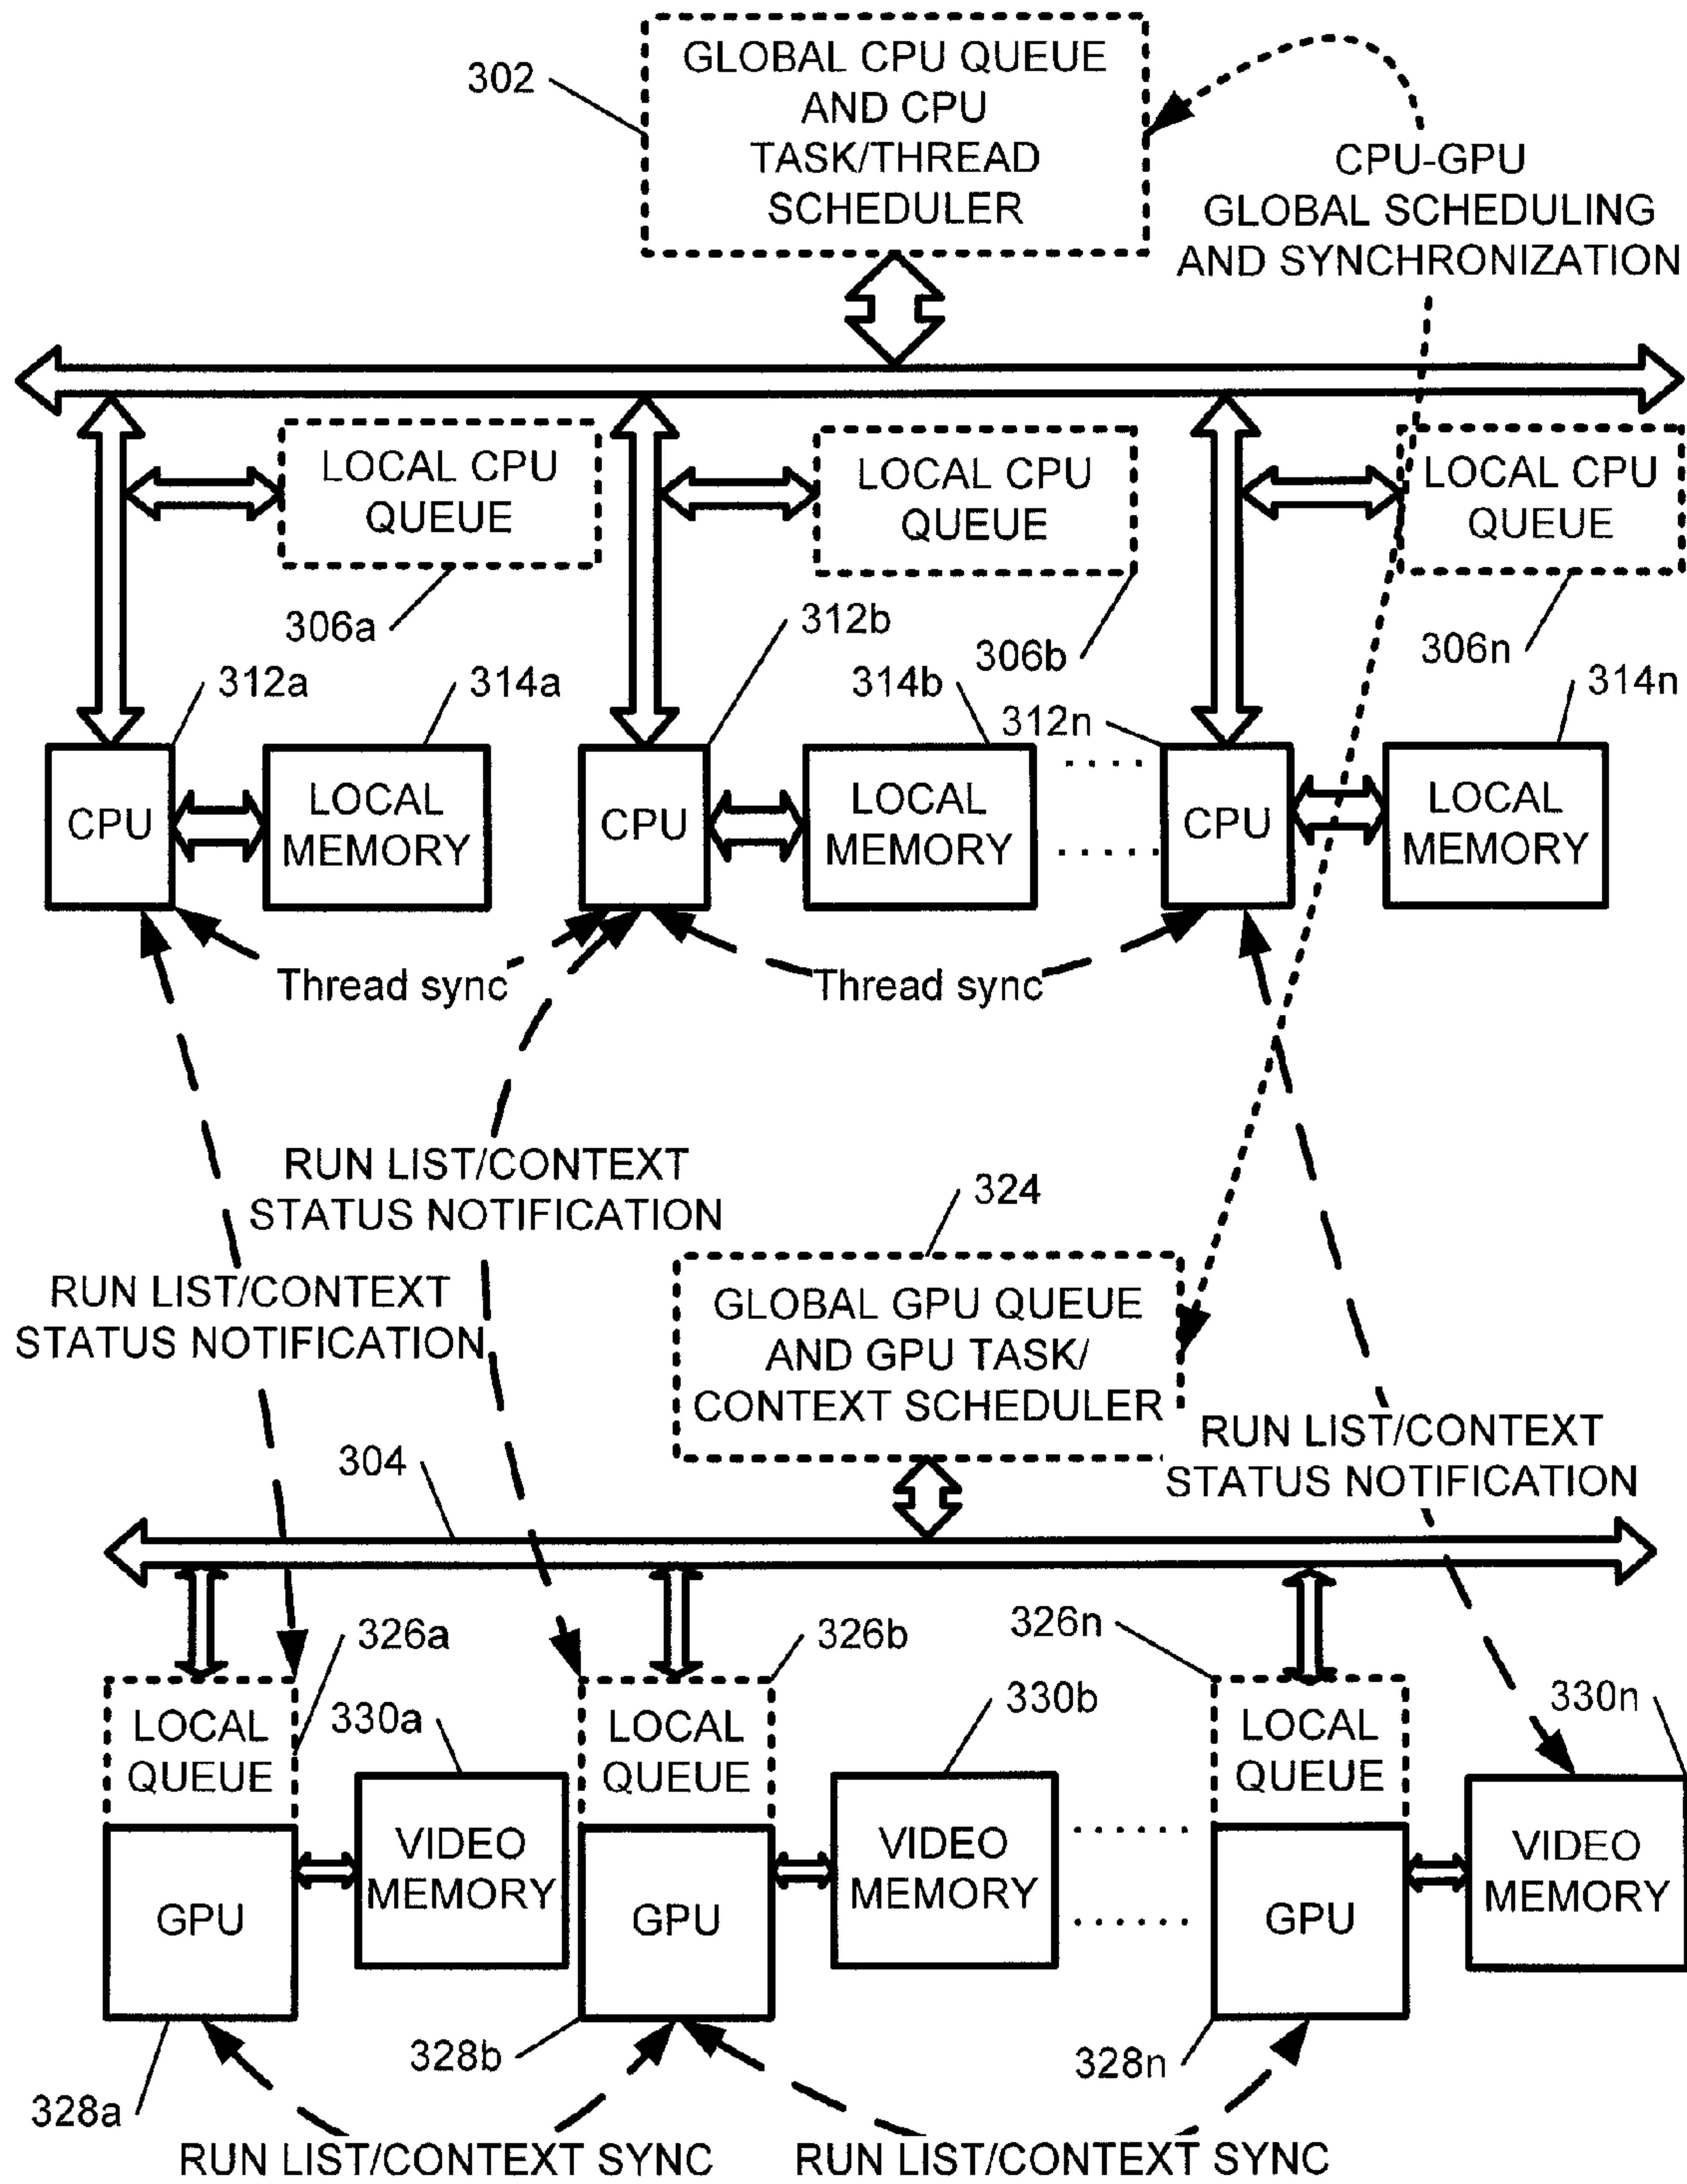 GLOBAL CPU QUEUE
AND CPU
TASK/THREAD
SCHEDULER
302
CPU-GPU
GLOBAL SCHEDULING
AND SYNCHRONIZATION
LOCAL CPU
QUEUE
LOCAL CPU
QUEUE
LOCAL CPU
QUEUE
306a
312b
306b
306n
312a
314a
314b
312n
314n
CPU
LOCAL
MEMORY
CPU
LOCAL
MEMORY
CPU
LOCAL
MEMORY
Thread sync
Thread sync
RUN LIST/CONTEXT
STATUS NOTIFICATION
324
RUN LIST/CONTEXT
STATUS NOTIFICATION
GLOBAL GPU QUEUE
AND GPU TASK/
CONTEXT SCHEDULER
RUN LIST/CONTEXT
STATUS NOTIFICATION
304
326a
326b
326n
330a
330b
330n
LOCAL
QUEUE
LOCAL
QUEUE
LOCAL
QUEUE
VIDEO
MEMORY
VIDEO
MEMORY
VIDEO
MEMORY
GPU
GPU
GPU
328a
328b
328n
RUN LIST/CONTEXT SYNC
RUN LIST/CONTEXT SYNC